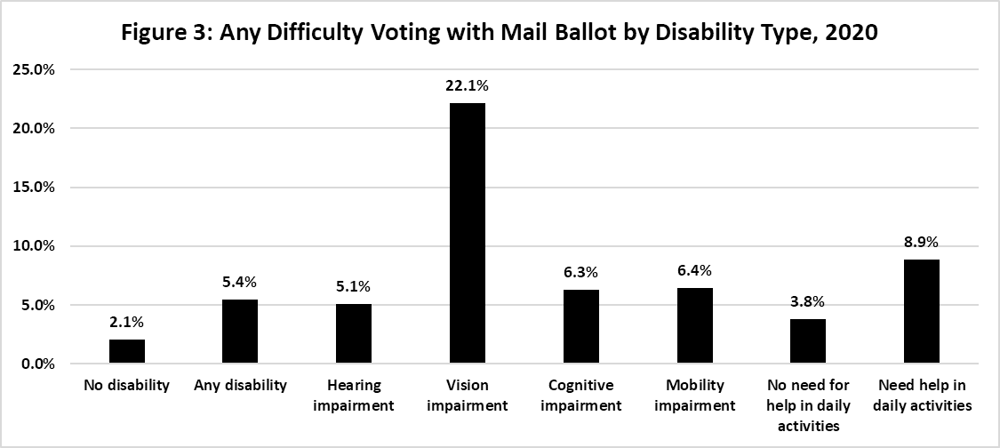 Figure 3: Any Difficulty Voting with Mail Ballot by Disability Type, 2020
25.0%
20.0%
15.0%
10.0%
5.0%
0.0%
2.1%
5.4%
5.1%
22.1%
6.3%
6.4%
3.8%
8.9%
No disability
Any disability
Hearing
impairment
Vision
impairment
Cognitive
impairment
Mobility
impairment
No need for
help in daily
activities
Need help in
daily activities